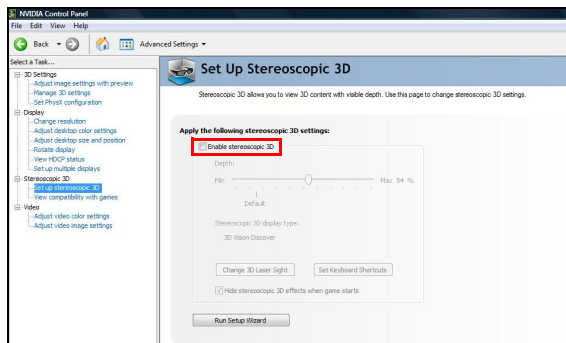 NVIDIA Control Panel
File Edit View Help
Back Advanced Settings
Select a Task...
3D Settings
Adjust image settings with preview
Manage 3D settings
Set PhysX configuration
Display
Change resolution
Adjust desktop color settings
Adjust desktop size and position
Rotate display
View HDCP status
Set up multiple displays
Stereoscopic 3D
Set up stereoscopic 3D
View compatibility with games
Video
Adjust video color settings
Adjust video image settings
Set Up Stereoscopic 3D
Stereoscopic 3D allows you to view 3D content with visible depth. Use this page to change stereoscopic 3D settings.
Apply the following stereoscopic 3D settings:
Enable stereoscopic 3D
Depth:
Min Max 54 %
Default
Stereoscopic 3D display type:
3D Vision Discover
Change 3D Laser Sight Set Keyboard Shortcuts
Hide stereoscopic 3D effects when game starts
Run Setup Wizard